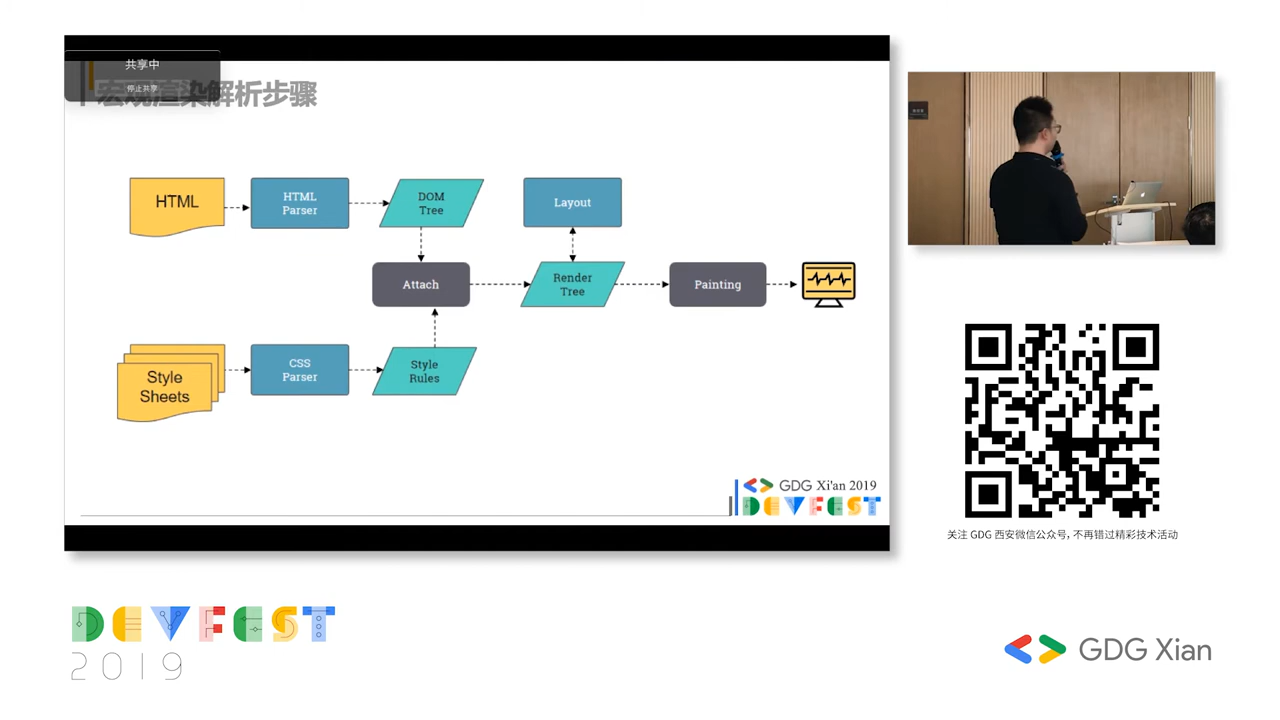 共享中
停止共享
宏观渲染解析步骤
HTML
HTML
Parser
DOM
Tree
Layout
Attach
Render
Tree
Painting
Style
Sheets
CSS
Parser
Style
Rules
GDG Xi'an 2019
DEVFEST
关注 GDG 西安微信公众号, 不再错过精彩技术活动
DEVFEST
2019
GDG Xian